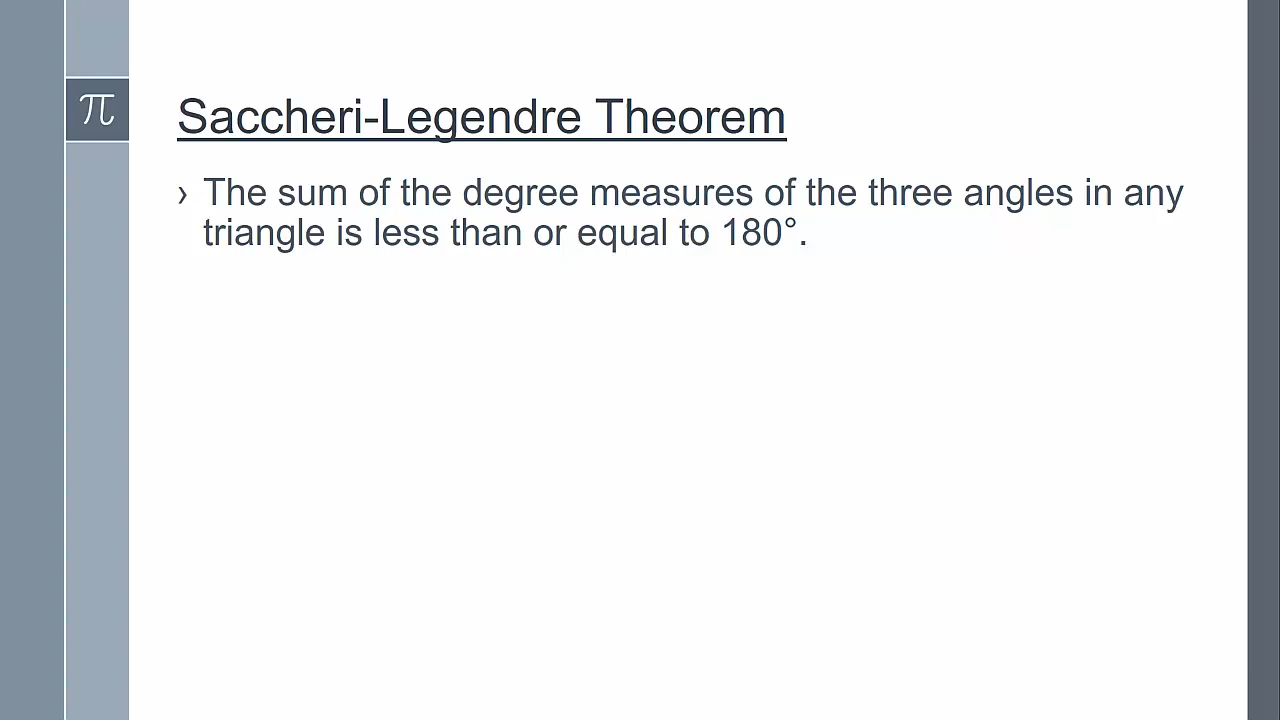 π
Saccheri-Legendre Theorem
› The sum of the degree measures of the three angles in any
triangle is less than or equal to 180°.